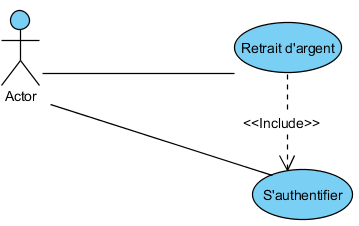 Retrait d'argent
Actor
<<Include>>
S'authentifier